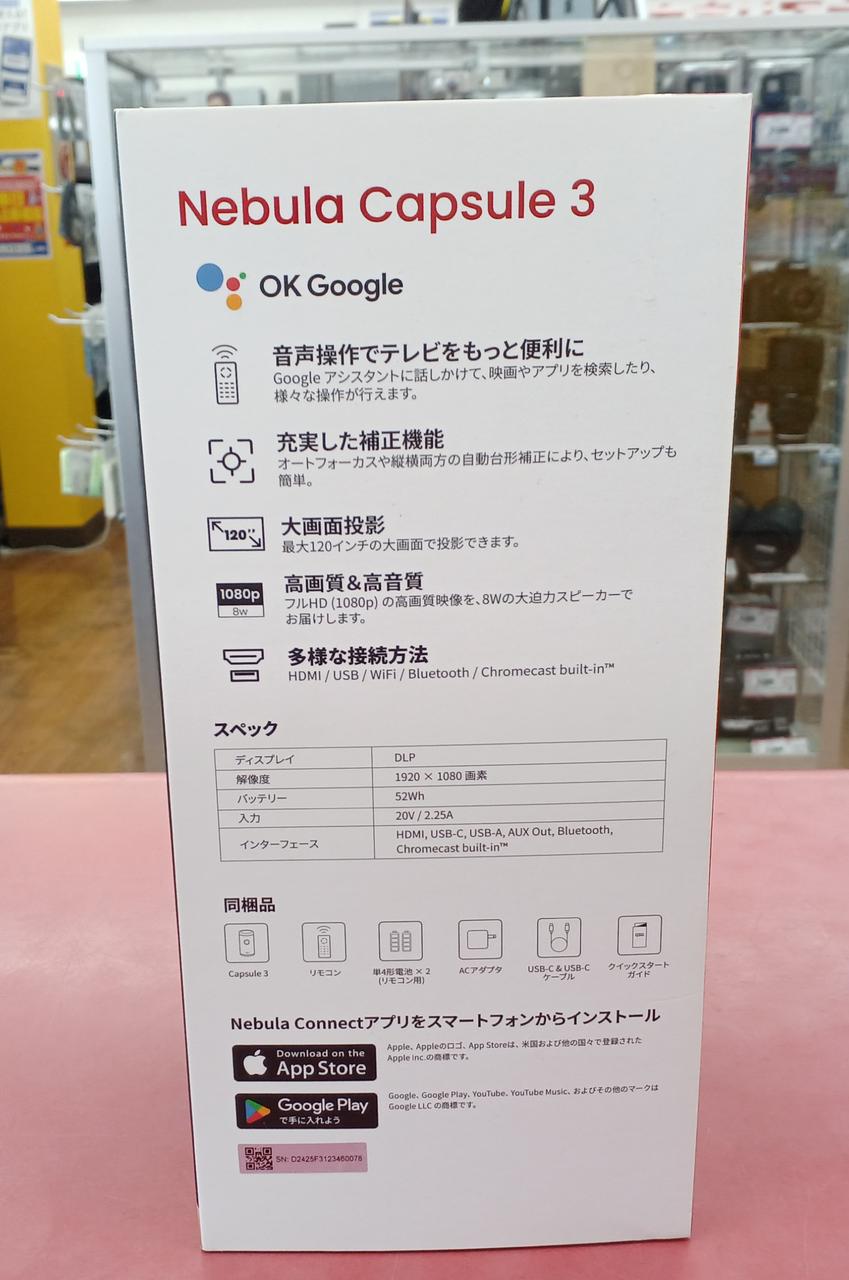 Nebula Capsule 3
OK Google
音声操作でテレビをもっと便利に
Google アシスタントに話しかけて、映画やアプリを検索したり、
様々な操作が行えます。
充実した補正機能
オートフォーカスや縦横両方の自動台形補正により、セットアップも
簡単。
120"
大画面投影
最大120インチの大画面で投影できます。
1080p
8w
高画質&高音質
フルHD (1080p) の高画質映像を、8Wの大迫力スピーカーで
お届けします。
多様な接続方法
HDMI / USB / WiFi / Bluetooth / Chromecast built-in™
スペック
ディスプレイ DLP
解像度 1920 × 1080 画素
バッテリー 52Wh
入力 20V / 2.25A
インターフェース HDMI, USB-C, USB-A, AUX Out, Bluetooth,
Chromecast built-in™
同梱品
Capsule 3
リモコン
単4形電池 × 2
(リモコン用)
ACアダプタ
USB-C & USB-C
ケーブル
クイックスタート
ガイド
Nebula Connectアプリをスマートフォンからインストール
Download on the
App Store
Apple、Appleのロゴ、App Storeは、米国および他の国々で登録された
Apple Inc.の商標です。
Google Play
で手に入れよう
Google、Google Play、YouTube、YouTube Music、およびその他のマークは
Google LLC の商標です。
SN: D2425F3123460078